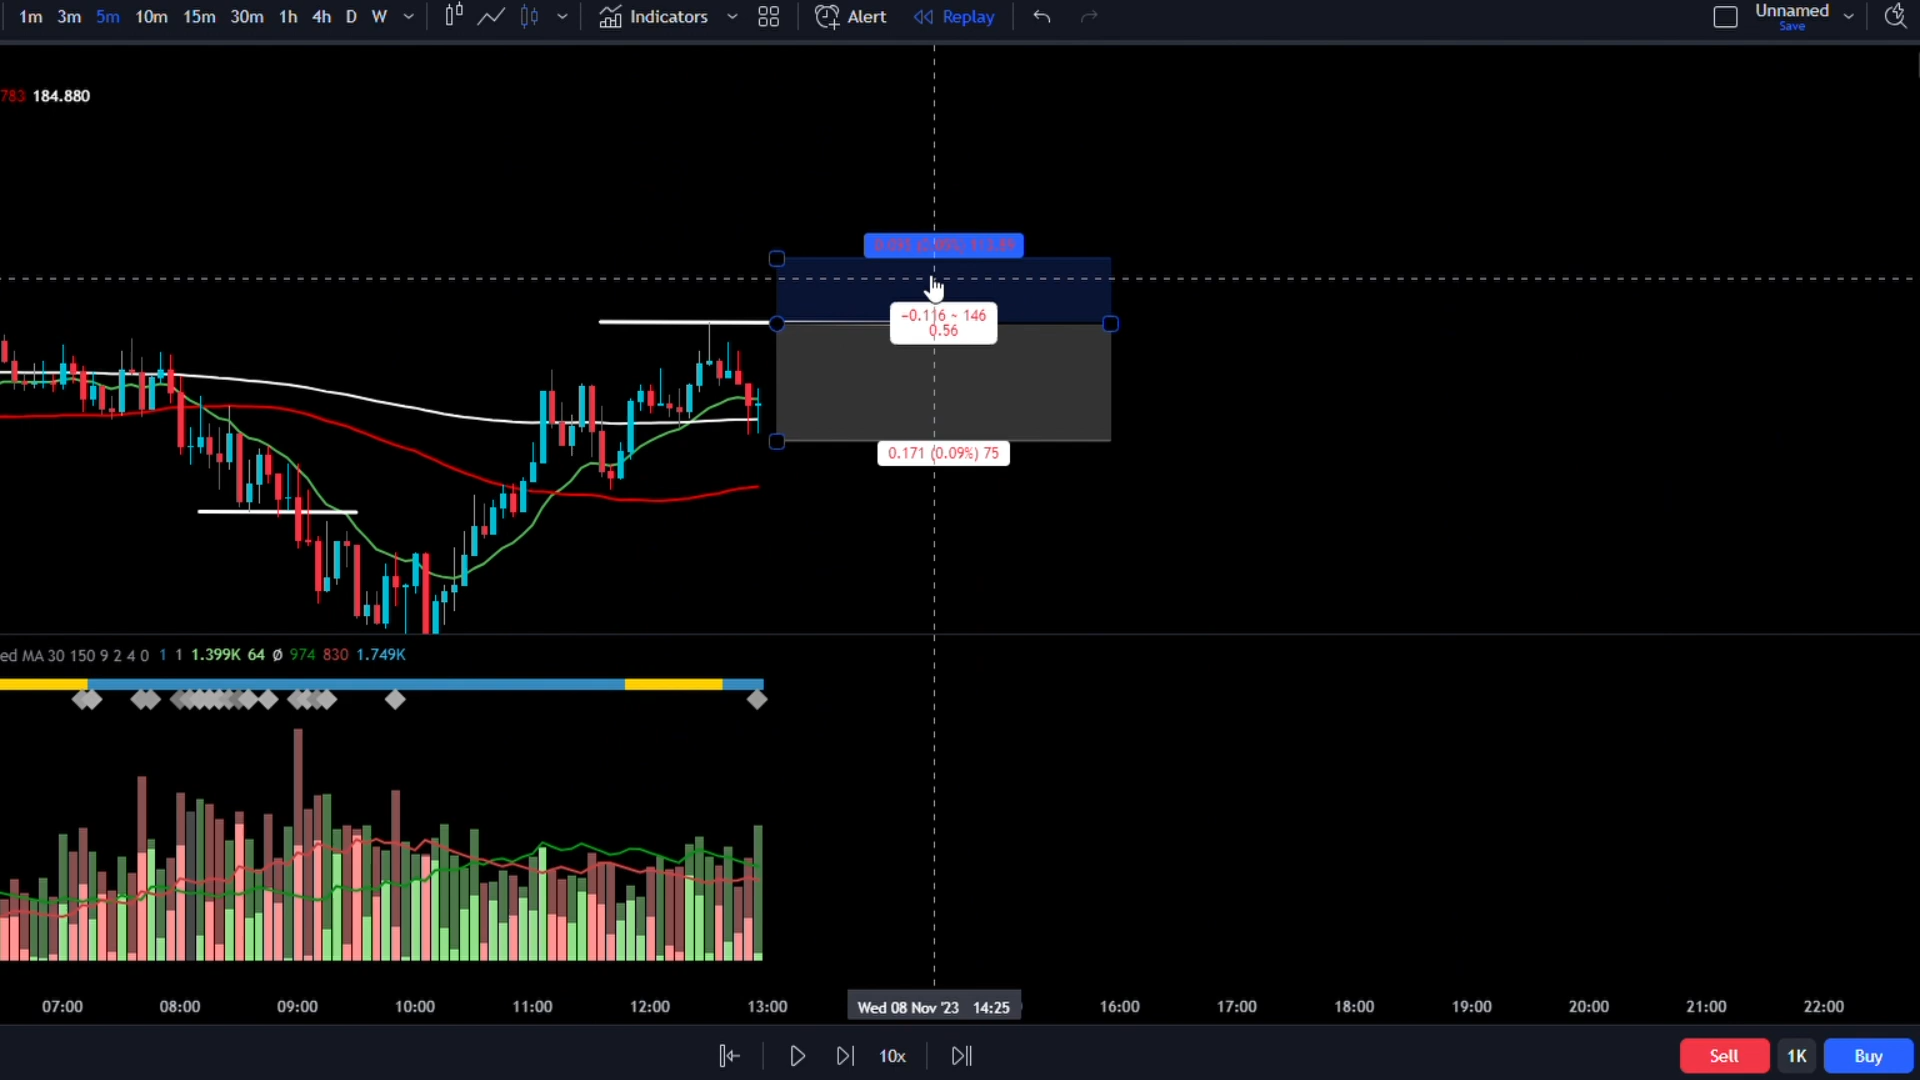 1m 3m 5m 10m 15m 30m 1h 4h D W Indicators Alert Replay Unnamed
Save
783 184.880
-0.116 ~ 146
0.56
0.171 (0.09%) 75
ed MA 30 150 9 2 4 0 1 1 1.399K 64 Ø 974 830 1.749K
07:00 08:00 09:00 10:00 11:00 12:00 13:00 Wed 08 Nov '23 14:25 16:00 17:00 18:00 19:00 20:00 21:00 22:00
10x Sell 1K Buy